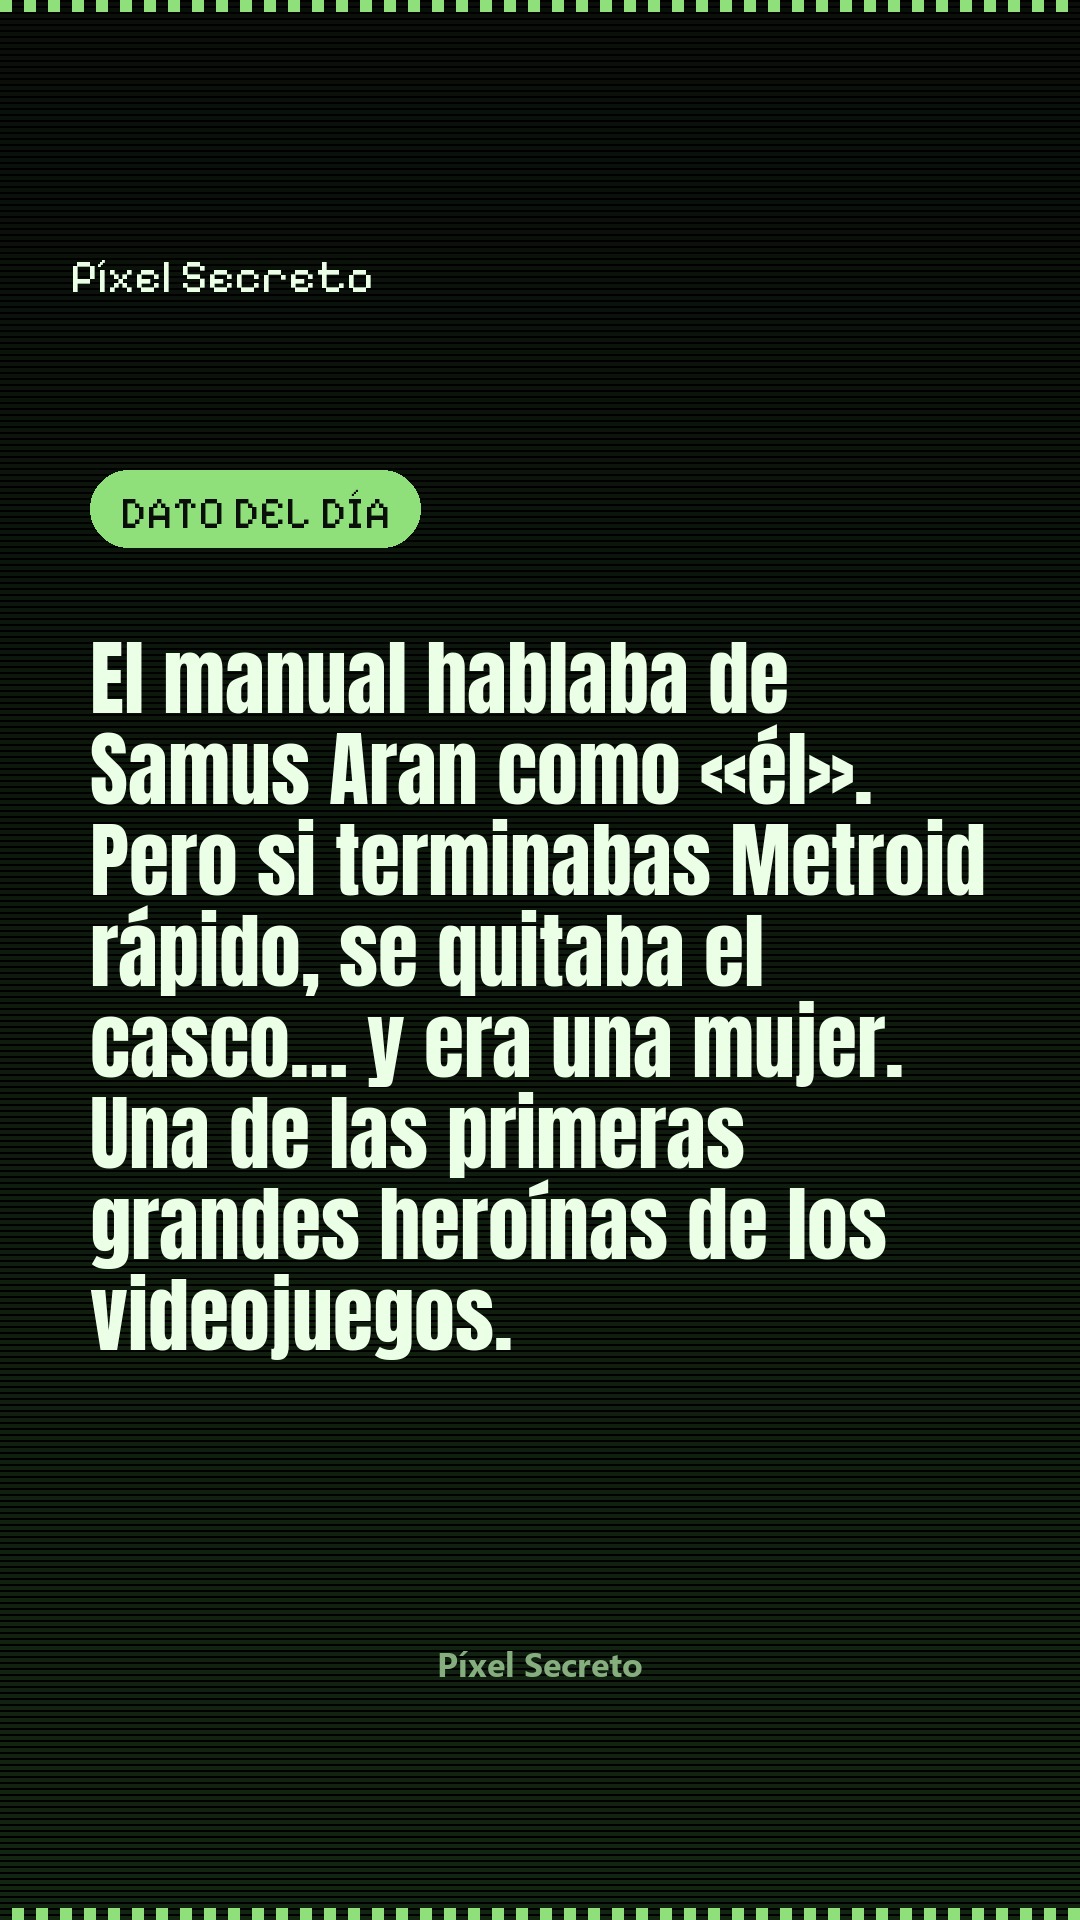 Píxel Secreto
DATO DEL DÍA
El manual hablaba de
Samus Aran como «él».
Pero si terminabas Metroid
rápido, se quitaba el
casco... y era una mujer.
Una de las primeras
grandes heroínas de los
videojuegos.
Píxel Secreto